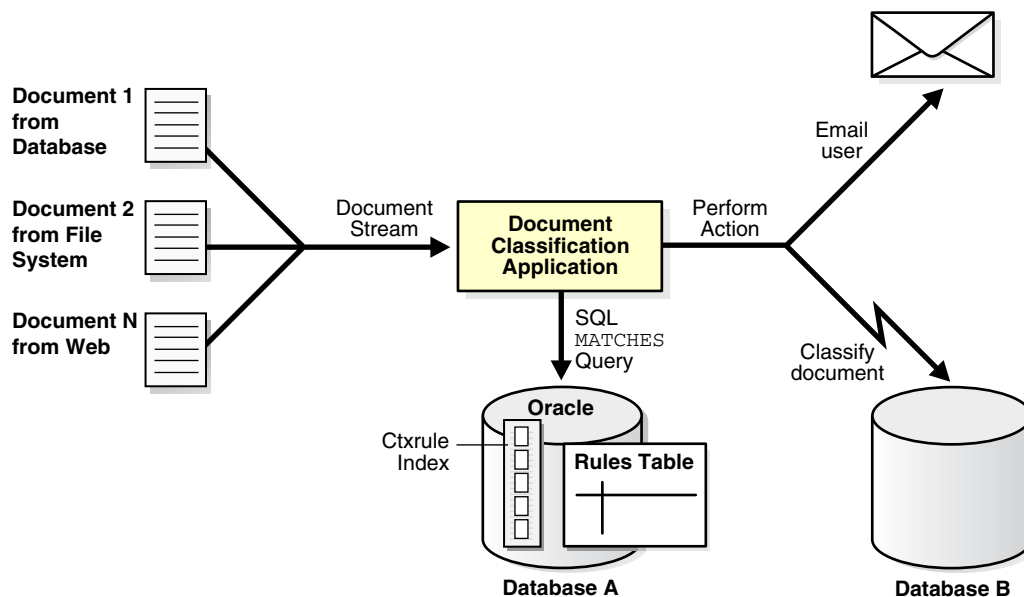 Document 1
from
Database
Document 2
from File
System
Document N
from Web
Document
Stream
Document
Classification
Application
Perform
Action
Email
user
Classify
document
SQL
MATCHES
Query
Oracle
Ctxrule
Index
Rules Table
Database A
Database B